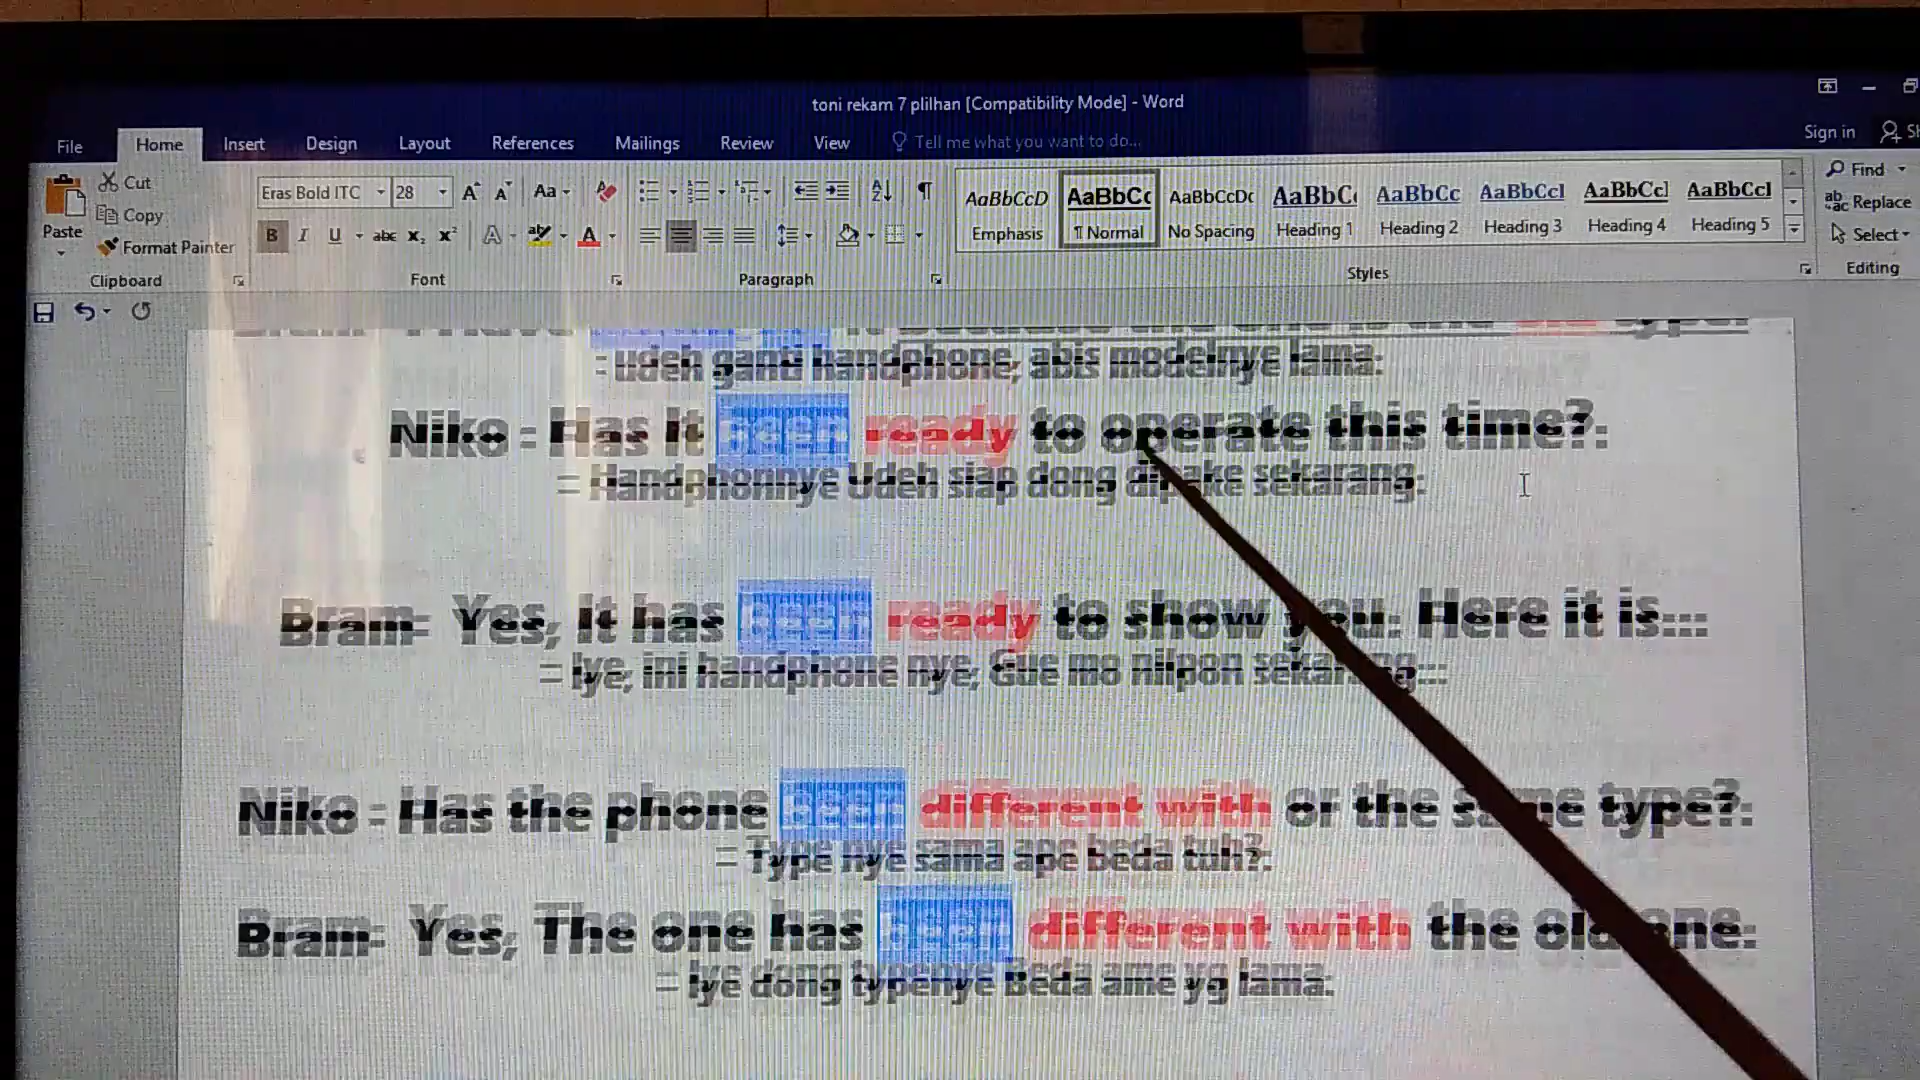 toni rekam 7 plilhan [Compatibility Mode] - Word
File Home Insert Design Layout References Mailings Review View Tell me what you want to do... Sign in Sh
Cut
Copy
Format Painter
Paste
Clipboard
Eras Bold ITC 28
Font
Paragraph
AaBbCcD AaBbCc AaBbCcDc AaBbC AaBbCc AaBbCcI AaBbCcI AaBbCcI
Emphasis ¶ Normal No Spacing Heading 1 Heading 2 Heading 3 Heading 4 Heading 5
Styles
Find
Replace
Select
Editing
= udeh ganti handphone, abis modelnye lama.
Niko = Has It been ready to operate this time?.
= Handphonnye Udeh siap dong dipake sekarang.
Bram= Yes, It has been ready to show you. Here it is...
= Iye, ini handphone nye, Gue mo nilpon sekarang...
Niko = Has the phone been different with or the same type?.
= Type nye sama ape beda tuh?.
Bram= Yes, The one has been different with the old one.
= Iye dong typenye Beda ame yg lama.